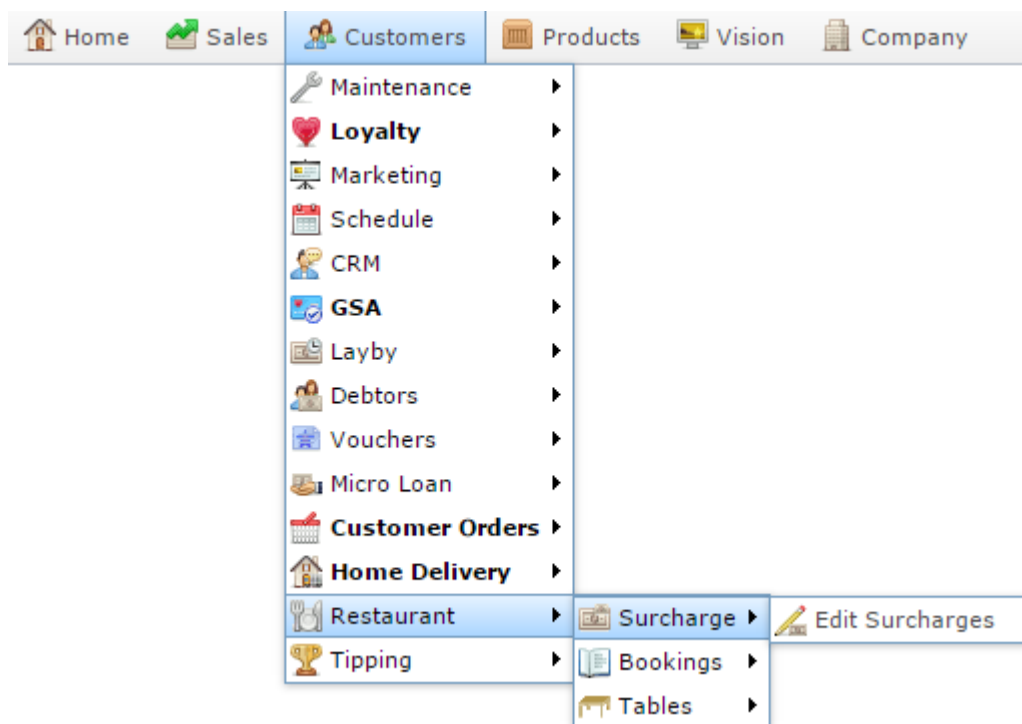 Home Sales Customers Products Vision Company
Maintenance
Loyalty
Marketing
Schedule
CRM
GSA
Layby
Debtors
Vouchers
Micro Loan
Customer Orders
Home Delivery
Restaurant Surcharge Edit Surcharges
Tipping Bookings
Tables